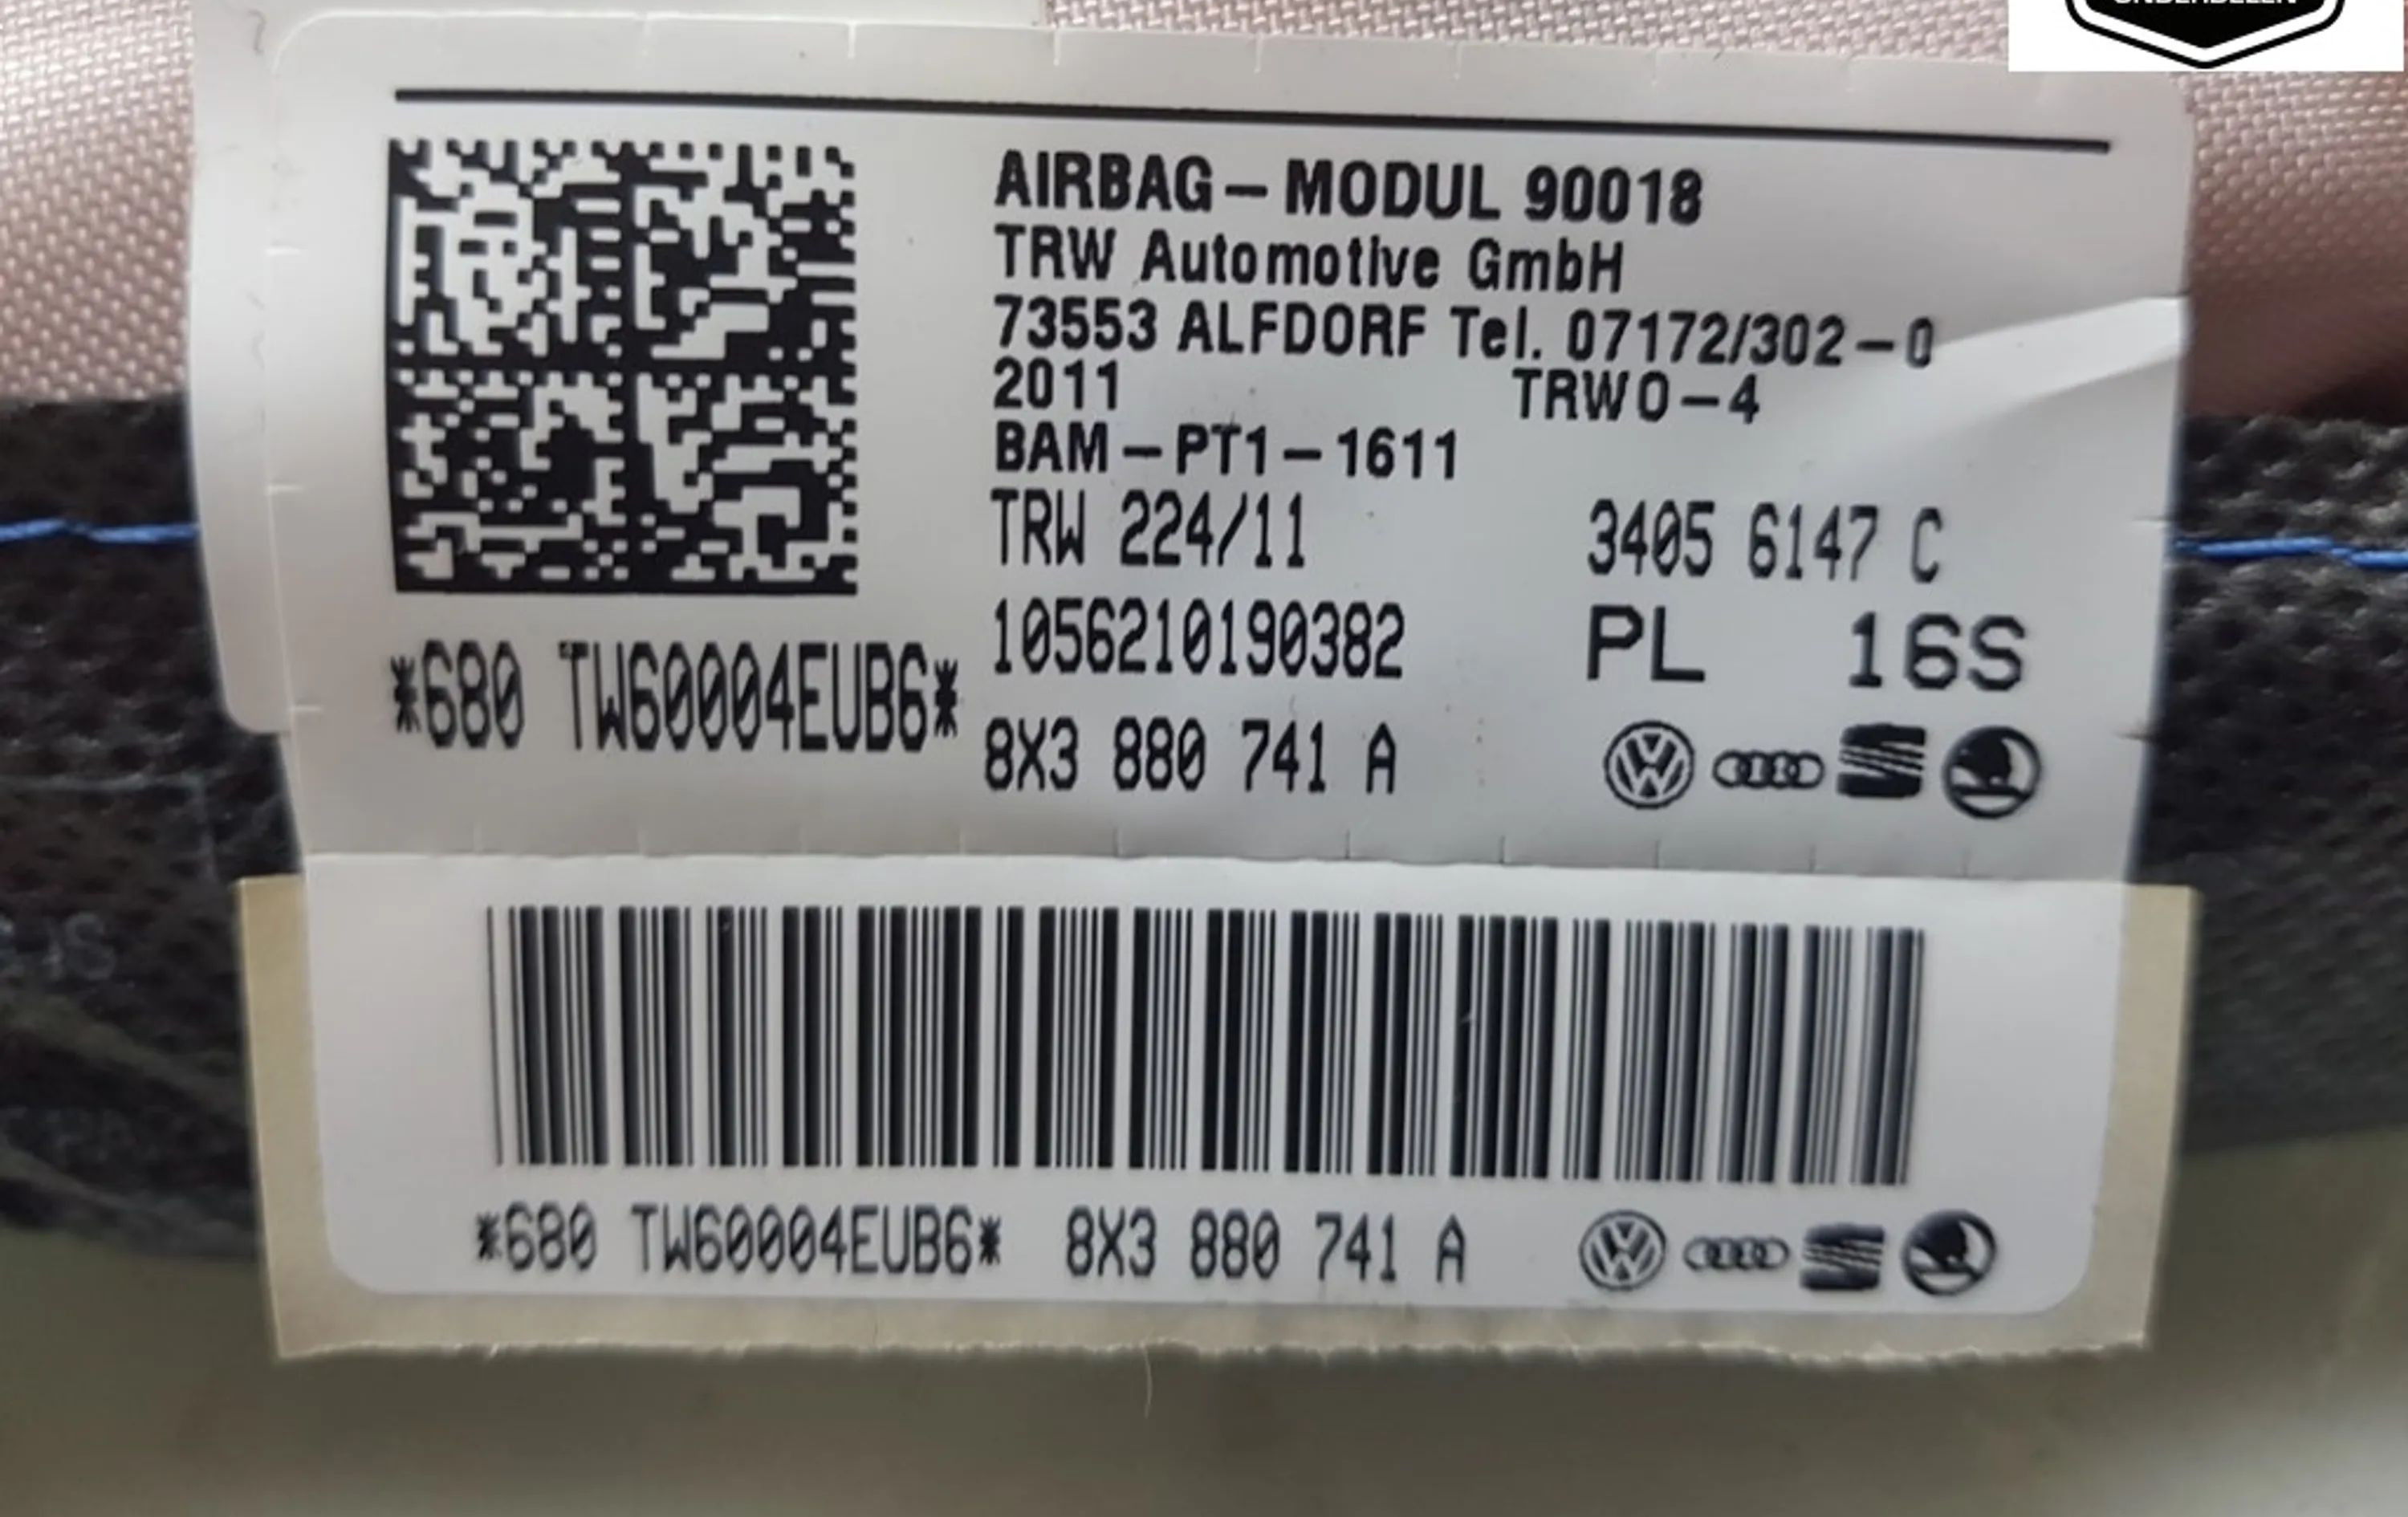 AIRBAG-MODUL 90018
TRW Automotive GmbH
73553 ALFDORF Tel. 07172/302-0
2011 TRWO-4
BAM-PT1-1611
TRW 224/11 3405 6147 C
1056210190382 PL 16S
*680 TW60004EUB6*
8X3 880 741 A
*680 TW60004EUB6* 8X3 880 741 A